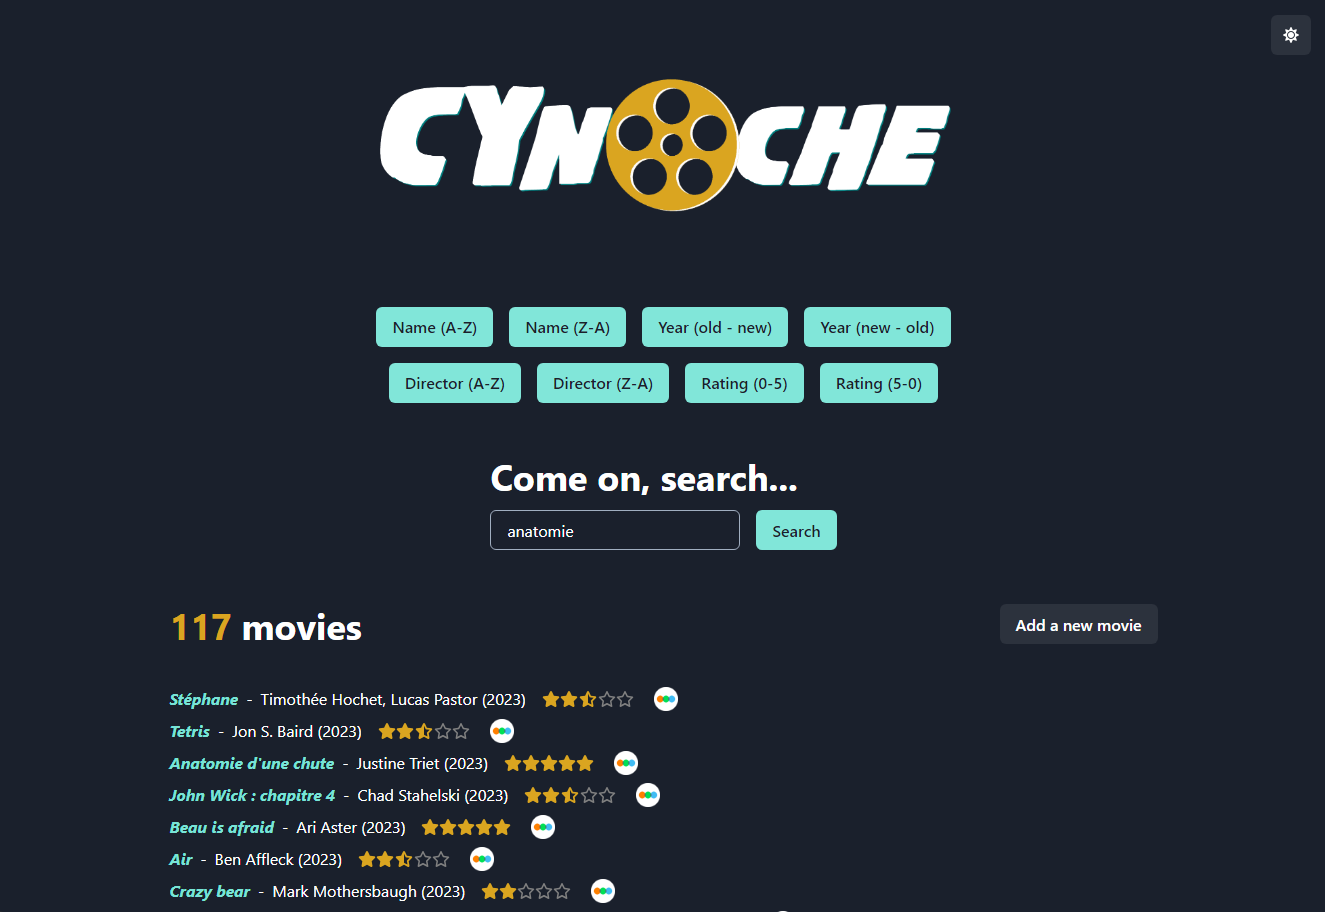 CYNOCHE
Name (A-Z) Name (Z-A) Year (old - new) Year (new - old)
Director (A-Z) Director (Z-A) Rating (0-5) Rating (5-0)
Come on, search...
anatomie Search
117 movies Add a new movie
Stéphane - Timothée Hochet, Lucas Pastor (2023)
Tetris - Jon S. Baird (2023)
Anatomie d'une chute - Justine Triet (2023)
John Wick : chapitre 4 - Chad Stahelski (2023)
Beau is afraid - Ari Aster (2023)
Air - Ben Affleck (2023)
Crazy bear - Mark Mothersbaugh (2023)